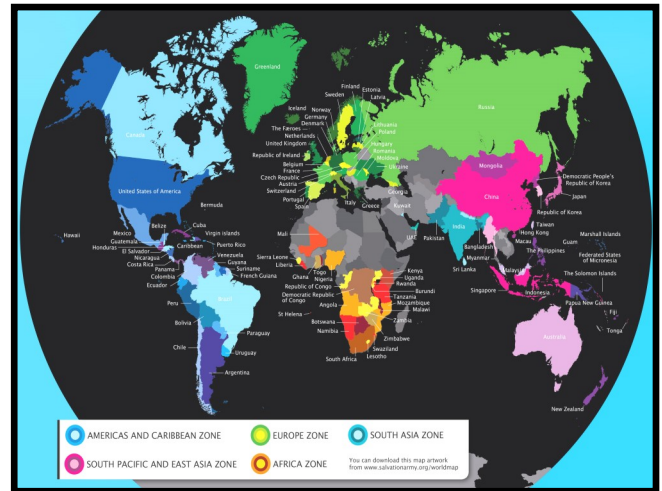 Greenland
Finland
Estonia
Latvia
Sweden
Norway
Iceland
Germany
Denmark
Lithuania
Poland
The Færoes
Netherlands
United Kingdom
Hungary
Romania
Moldova
Ukraine
Republic of Ireland
Belgium
France
Czech Republic
Austria
Switzerland
Portugal
Spain
Italy
Greece
Georgia
Kuwait
Russia
Mongolia
China
Democratic People's
Republic of Korea
Japan
Republic of Korea
Taiwan
Hong Kong
Macau
The Philippines
Guam
Marshall Islands
Federated States
of Micronesia
The Solomon Islands
Papua New Guinea
Fiji
Tonga
India
UAE
Pakistan
Bangladesh
Myanmar
Sri Lanka
Malaysia
Singapore
Indonesia
Australia
New Zealand
Canada
United States of America
Bermuda
Hawaii
Mexico
Belize
Cuba
Virgin islands
Guatemala
Honduras
El Salvador
Caribbean
Puerto Rico
Nicaragua
Costa Rica
Panama
Venezuela
Guyana
Suriname
French Guiana
Colombia
Ecuador
Brazil
Peru
Bolivia
Paraguay
Chile
Uruguay
Argentina
Mali
Sierra Leone
Liberia
Ghana
Togo
Nigeria
Republic of Congo
Democratic Republic
of Congo
Angola
St Helena
Botswana
Namibia
South Africa
Kenya
Uganda
Rwanda
Burundi
Tanzania
Mozambique
Malawi
Zambia
Zimbabwe
Swaziland
Lesotho
AMERICAS AND CARIBBEAN ZONE
EUROPE ZONE
SOUTH ASIA ZONE
SOUTH PACIFIC AND EAST ASIA ZONE
AFRICA ZONE
You can download this map artwork
from www.salvationarmy.org/worldmap